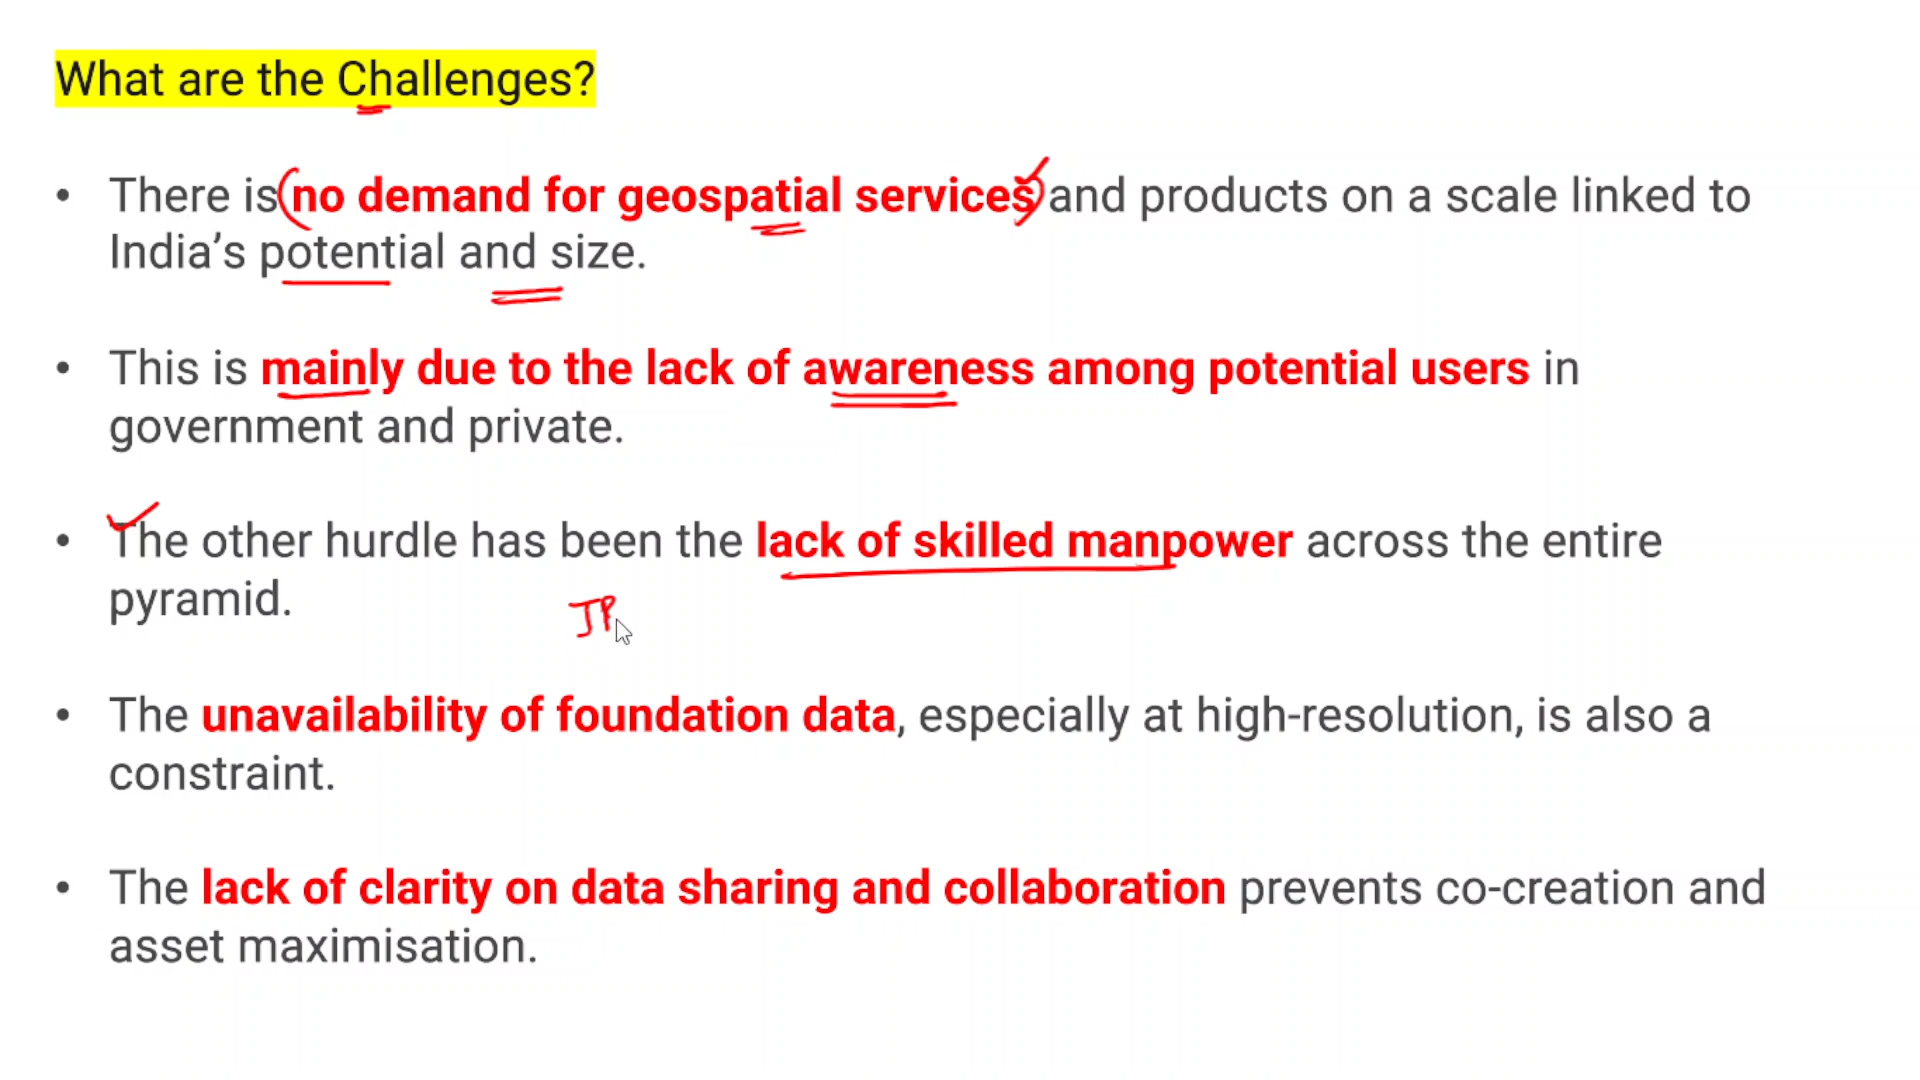 What are the Challenges?
• There is no demand for geospatial services and products on a scale linked to
India’s potential and size.
• This is mainly due to the lack of awareness among potential users in
government and private.
• The other hurdle has been the lack of skilled manpower across the entire
pyramid.
JP
• The unavailability of foundation data, especially at high-resolution, is also a
constraint.
• The lack of clarity on data sharing and collaboration prevents co-creation and
asset maximisation.